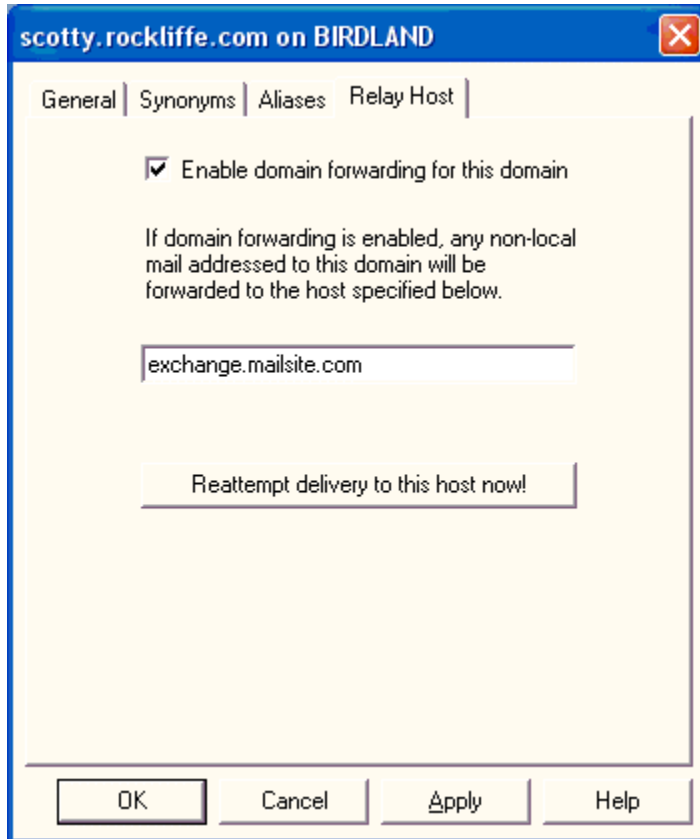 scotty.rockliffe.com on BIRDLAND
General Synonyms Aliases Relay Host
Enable domain forwarding for this domain
If domain forwarding is enabled, any non-local
mail addressed to this domain will be
forwarded to the host specified below.
exchange.mailsite.com
Reattempt delivery to this host now!
OK Cancel Apply Help